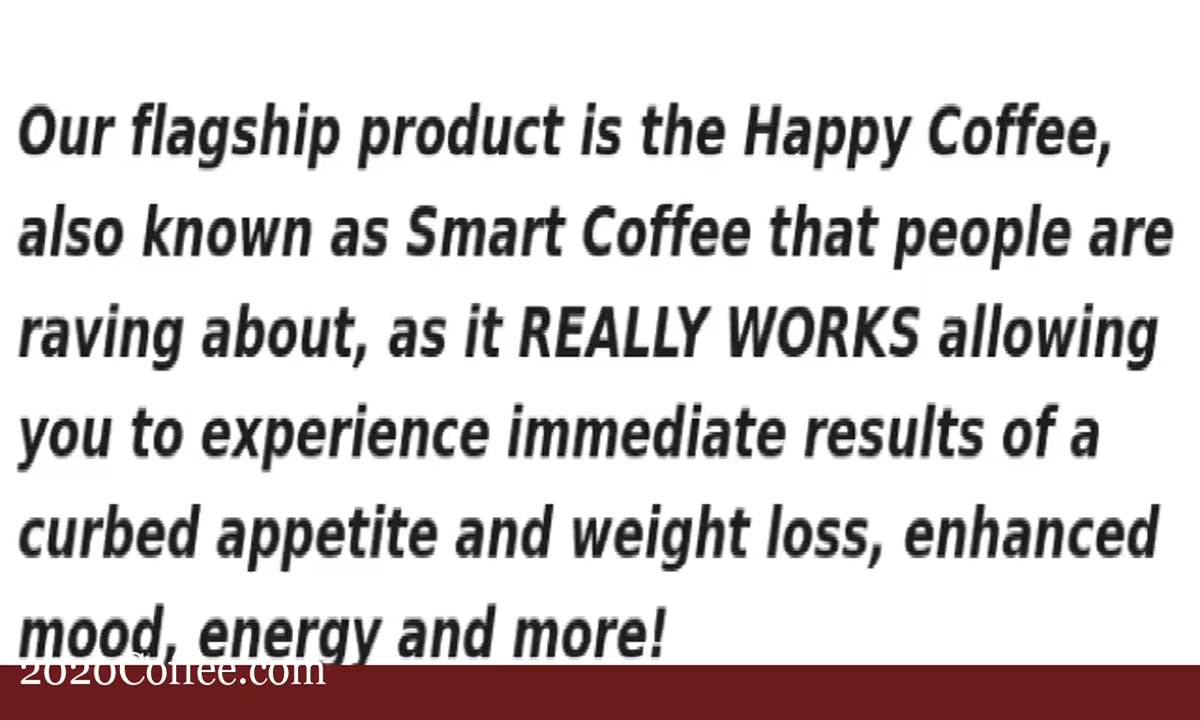 Our flagship product is the Happy Coffee,
also known as Smart Coffee that people are
raving about, as it REALLY WORKS allowing
you to experience immediate results of a
curbed appetite and weight loss, enhanced
mood, energy and more!
2020Coffee.com